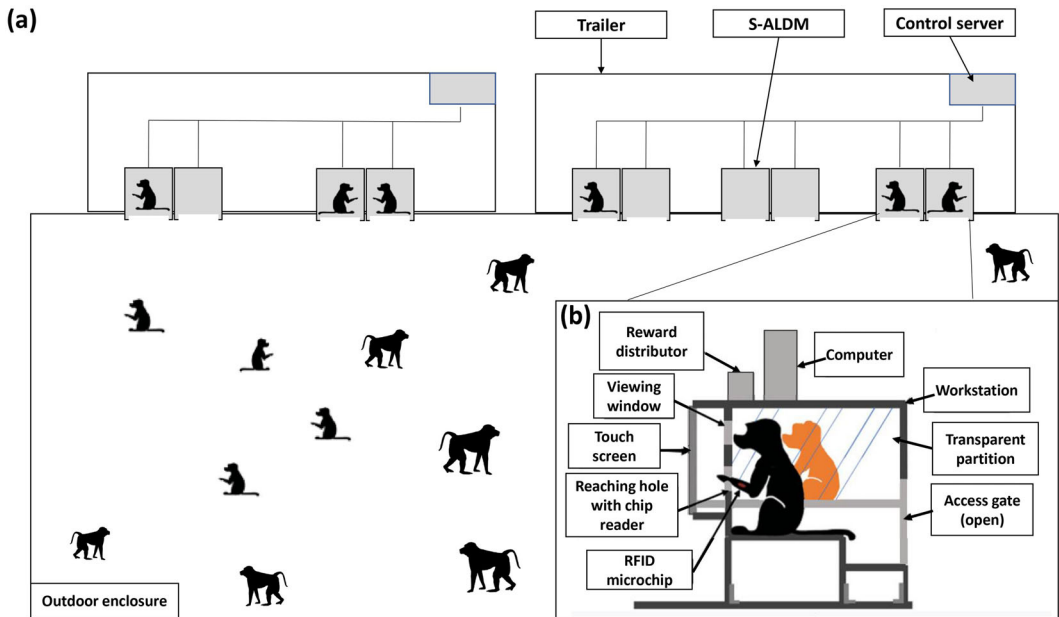 (a)
Trailer
S-ALDM
Control server
(b)
Reward
distributor
Computer
Viewing
window
Workstation
Touch
screen
Transparent
partition
Reaching hole
with chip
reader
Access gate
(open)
RFID
microchip
Outdoor enclosure